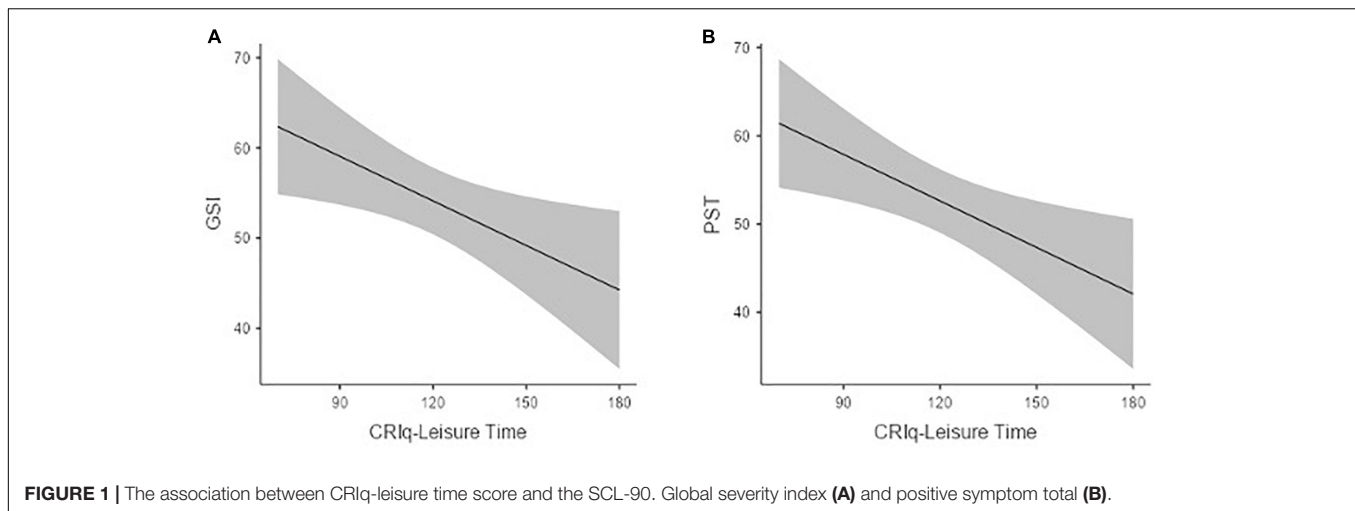 A
70
60
50
40
GSI
90 120 150 180
CRIq-Leisure Time
B
70
60
50
40
PST
90 120 150 180
CRIq-Leisure Time
FIGURE 1 | The association between CRIq-leisure time score and the SCL-90. Global severity index (A) and positive symptom total (B).